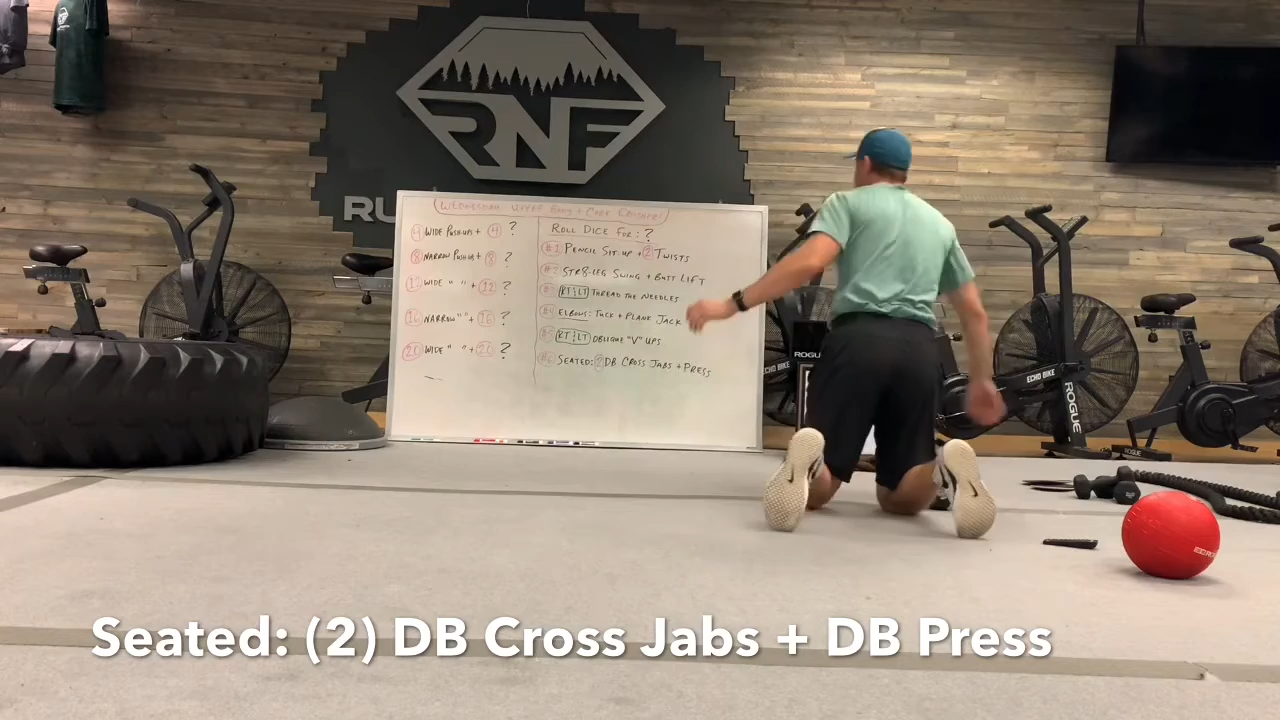 RNF
RU
WEDNESDAY UPPER BODY + CORE
4 WIDE PUSHUPS + 4 ?
8 NARROW PUSHUPS + 8 ?
12 WIDE " " + 12 ?
16 NARROW " " + 16 ?
20 WIDE " " + 20 ?
ROLL DICE FOR: ?
#1 PENCIL SIT-UP + 2 TWISTS
#2 STR8-LEG SWING + BUTT LIFT
#3 RT | LT THREAD THE NEEDLES
#4 ELBOWS: TUCK + PLANK JACK
#5 RT | LT OBLIQUE "V" UPS
#6 SEATED: 2 DB CROSS JABS + PRESS
ROGU
ECHO BIKE
ROGUE
ROGUE
Seated: (2) DB Cross Jabs + DB Press